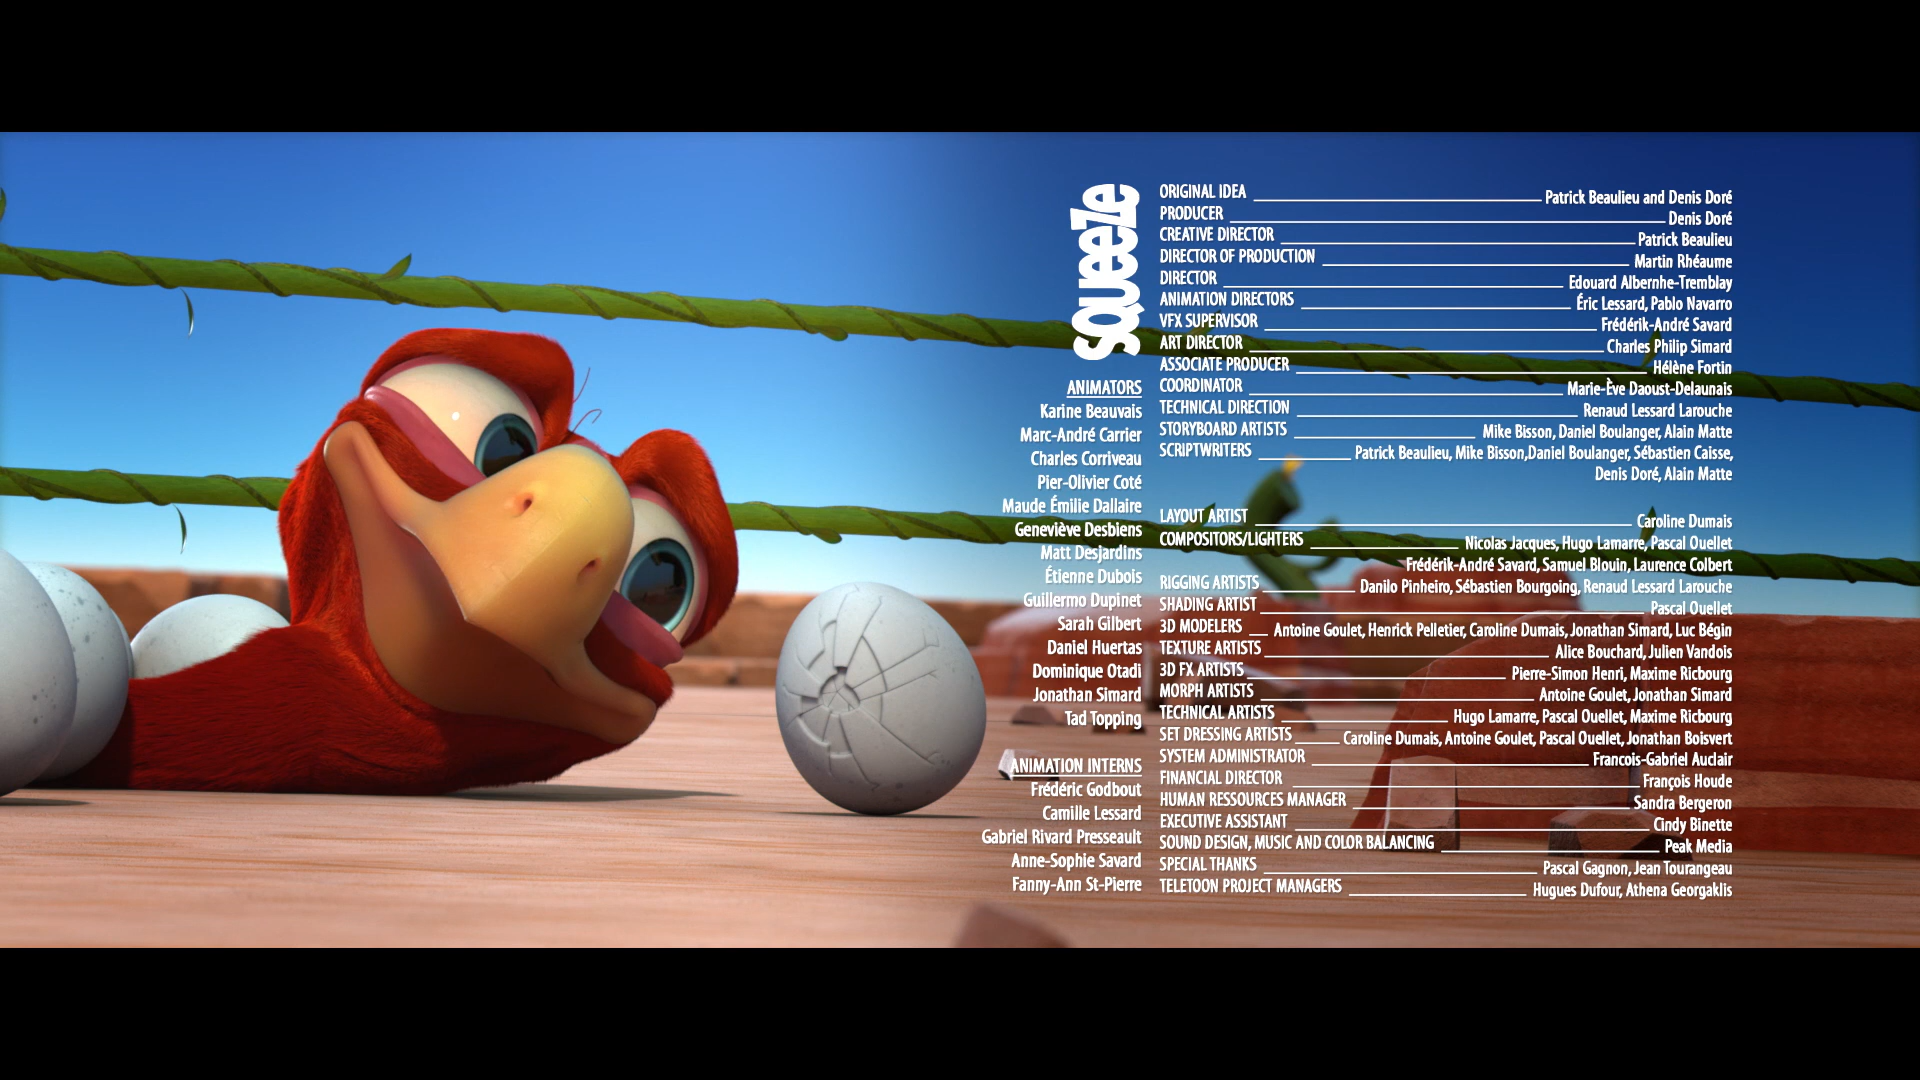 squeeze
ANIMATORS
Karine Beauvais
Marc-André Carrier
Charles Corriveau
Pier-Olivier Coté
Maude Émilie Dallaire
Geneviève Desbiens
Matt Desjardins
Étienne Dubois
Guillermo Dupinet
Sarah Gilbert
Daniel Huertas
Dominique Otadi
Jonathan Simard
Tad Topping
ANIMATION INTERNS
Frédéric Godbout
Camille Lessard
Gabriel Rivard Presseault
Anne-Sophie Savard
Fanny-Ann St-Pierre
ORIGINAL IDEA Patrick Beaulieu and Denis Doré
PRODUCER Denis Doré
CREATIVE DIRECTOR Patrick Beaulieu
DIRECTOR OF PRODUCTION Martin Rhéaume
DIRECTOR Edouard Albernhe-Tremblay
ANIMATION DIRECTORS Éric Lessard, Pablo Navarro
VFX SUPERVISOR Frédérik-André Savard
ART DIRECTOR Charles Philip Simard
ASSOCIATE PRODUCER Hélène Fortin
COORDINATOR Marie-Ève Daoust-Delaunais
TECHNICAL DIRECTION Renaud Lessard Larouche
STORYBOARD ARTISTS Mike Bisson, Daniel Boulanger, Alain Matte
SCRIPTWRITERS Patrick Beaulieu, Mike Bisson,Daniel Boulanger, Sébastien Caisse,
Denis Doré, Alain Matte
LAYOUT ARTIST Caroline Dumais
COMPOSITORS/LIGHTERS Nicolas Jacques, Hugo Lamarre, Pascal Ouellet
Frédérik-André Savard, Samuel Blouin, Laurence Colbert
RIGGING ARTISTS Danilo Pinheiro, Sébastien Bourgoing, Renaud Lessard Larouche
SHADING ARTIST Pascal Ouellet
3D MODELERS Antoine Goulet, Henrick Pelletier, Caroline Dumais, Jonathan Simard, Luc Bégin
TEXTURE ARTISTS Alice Bouchard, Julien Vandois
3D FX ARTISTS Pierre-Simon Henri, Maxime Ricbourg
MORPH ARTISTS Antoine Goulet, Jonathan Simard
TECHNICAL ARTISTS Hugo Lamarre, Pascal Ouellet, Maxime Ricbourg
SET DRESSING ARTISTS Caroline Dumais, Antoine Goulet, Pascal Ouellet, Jonathan Boisvert
SYSTEM ADMINISTRATOR Francois-Gabriel Auclair
FINANCIAL DIRECTOR François Houde
HUMAN RESSOURCES MANAGER Sandra Bergeron
EXECUTIVE ASSISTANT Cindy Binette
SOUND DESIGN, MUSIC AND COLOR BALANCING Peak Media
SPECIAL THANKS Pascal Gagnon, Jean Tourangeau
TELETOON PROJECT MANAGERS Hugues Dufour, Athena Georgaklis